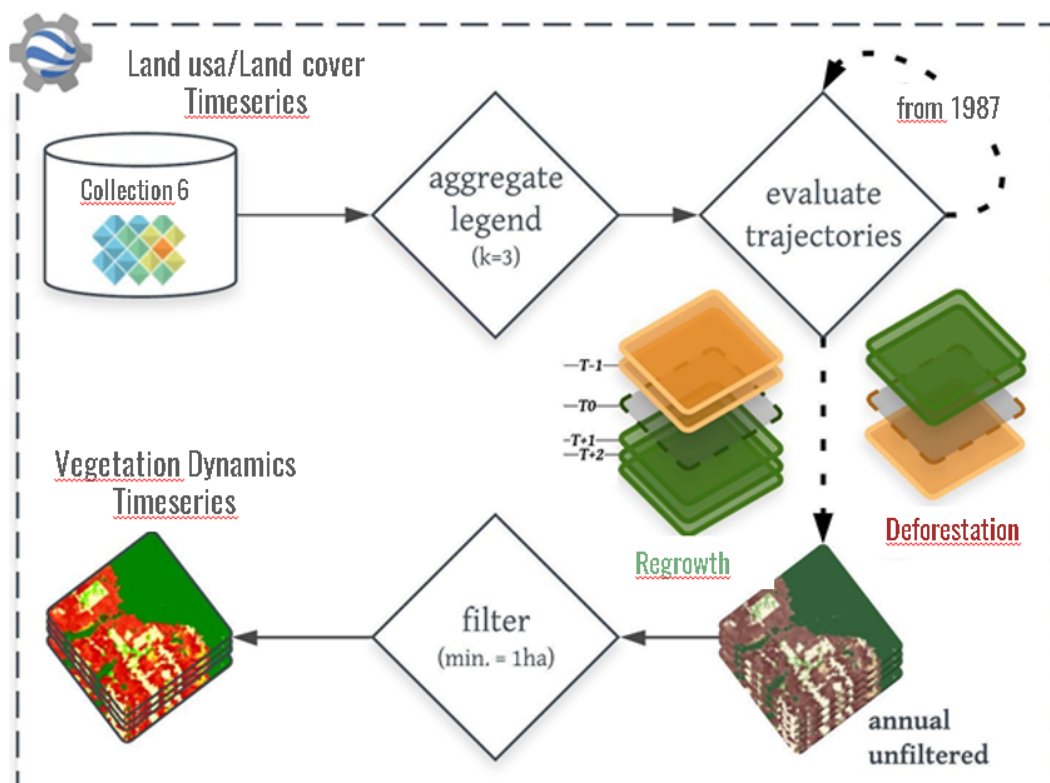 Land usa/Land cover
Timeseries
Collection 6
aggregate
legend
(k=3)
evaluate
trajectories
from 1987
T-1
T0
T+1
T+2
Regrowth
Deforestation
annual
unfiltered
filter
(min. = 1ha)
Vegetation Dynamics
Timeseries